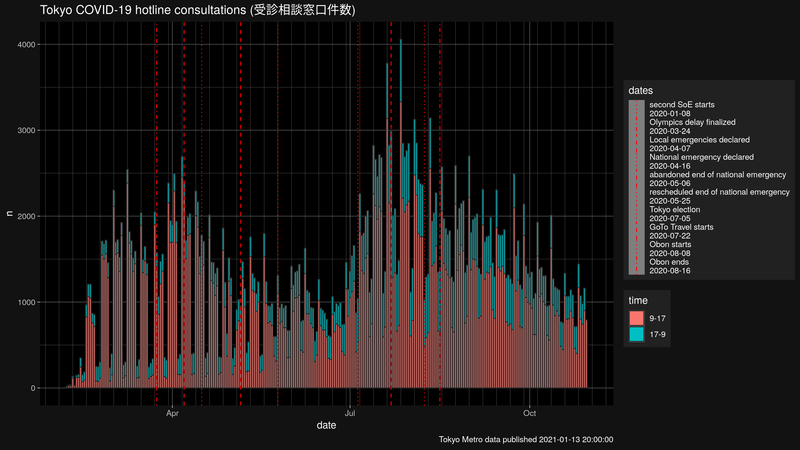 Tokyo COVID-19 hotline consultations (受診相談窓口件数)
4000
3000
2000
1000
0
n
Apr
Jul
Oct
date
dates
second SoE starts
2020-01-08
Olympics delay finalized
2020-03-24
Local emergencies declared
2020-04-07
National emergency declared
2020-04-16
abandoned end of national emergency
2020-05-06
rescheduled end of national emergency
2020-05-25
Tokyo election
2020-07-05
GoTo Travel starts
2020-07-22
Obon starts
2020-08-08
Obon ends
2020-08-16
time
9-17
17-9
Tokyo Metro data published 2021-01-13 20:00:00